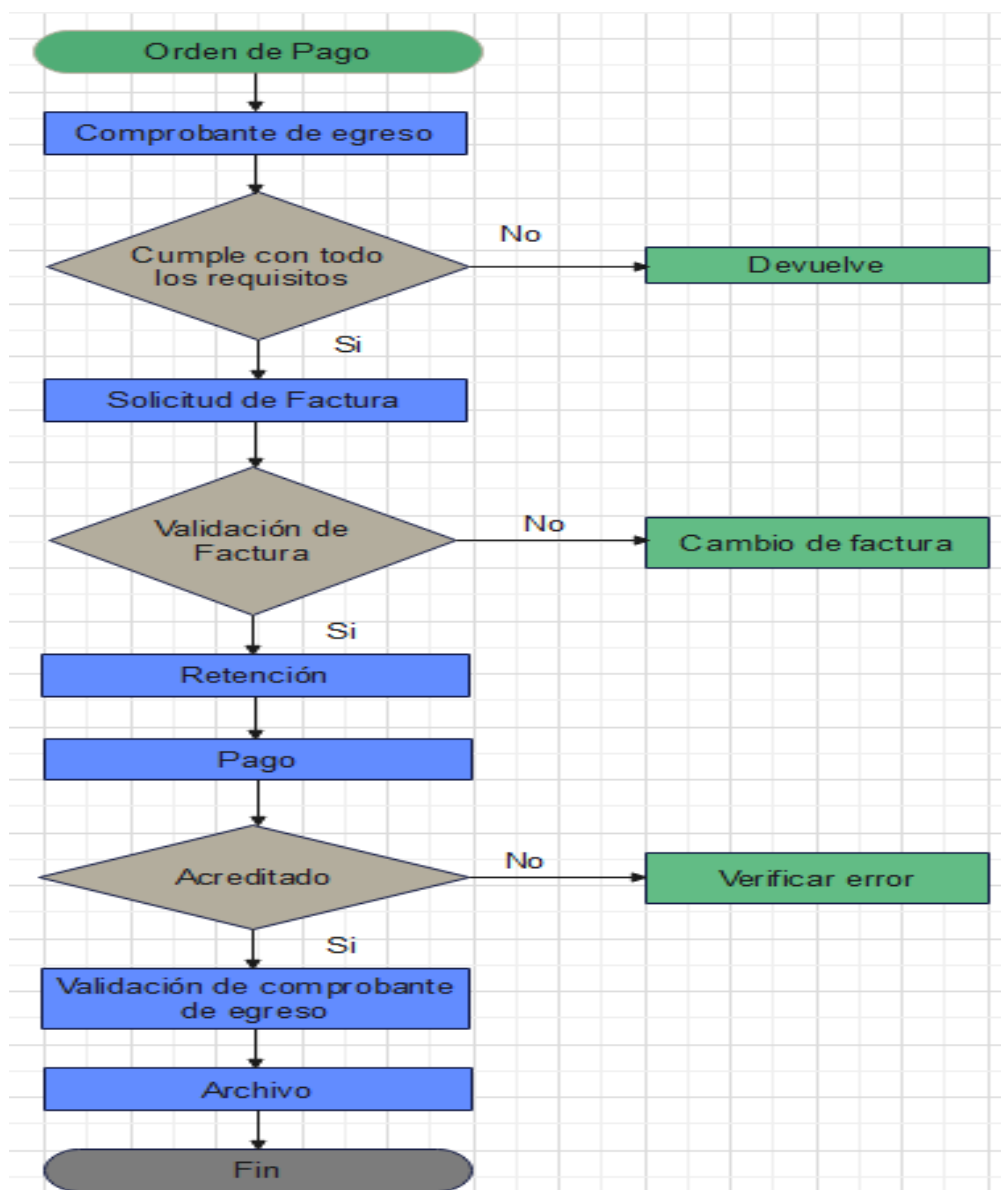 Orden de Pago
Comprobante de egreso
Cumple con todo
los requisitos
No
Devuelve
Si
Solicitud de Factura
Validación de
Factura
No
Cambio de factura
Si
Retención
Pago
Acreditado
No
Verificar error
Si
Validación de comprobante
de egreso
Archivo
Fin